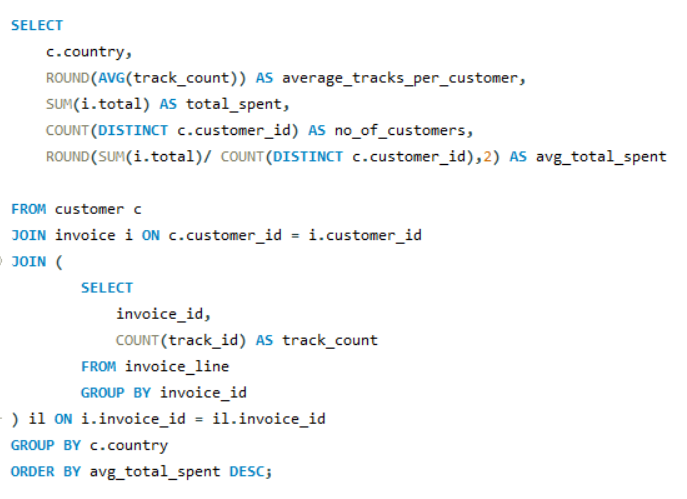 SELECT
    c.country,
    ROUND(AVG(track_count)) AS average_tracks_per_customer,
    SUM(i.total) AS total_spent,
    COUNT(DISTINCT c.customer_id) AS no_of_customers,
    ROUND(SUM(i.total)/ COUNT(DISTINCT c.customer_id),2) AS avg_total_spent
FROM customer c
JOIN invoice i ON c.customer_id = i.customer_id
JOIN (
        SELECT
            invoice_id,
            COUNT(track_id) AS track_count
        FROM invoice_line
        GROUP BY invoice_id
) il ON i.invoice_id = il.invoice_id
GROUP BY c.country
ORDER BY avg_total_spent DESC;